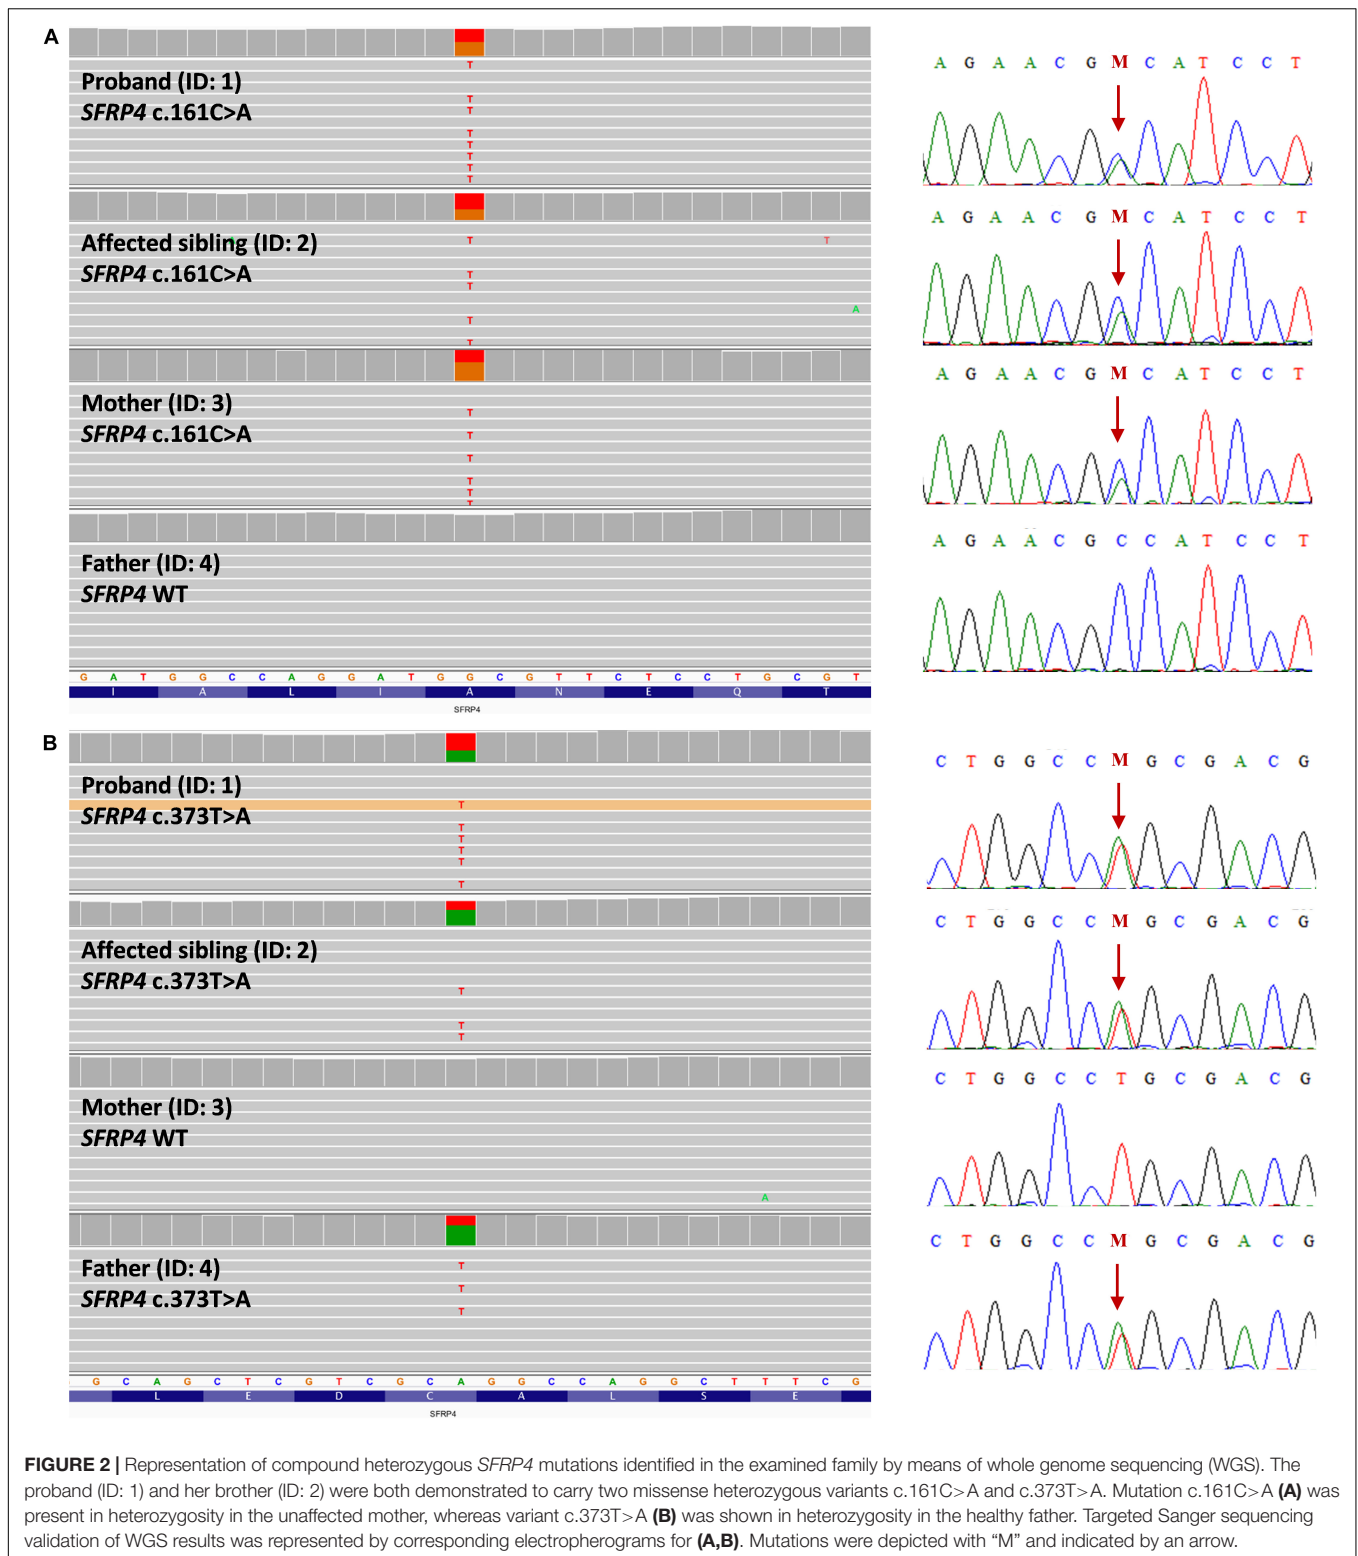 A
T
Proband (ID: 1)
T
SFRP4 c.161C>A
T
T
T
T
T
T
A G A A C G M C A T C C T
T
Affected sibling (ID: 2)
T
SFRP4 c.161C>A
T
T
A
T
T
A G A A C G M C A T C C T
Mother (ID: 3)
T
SFRP4 c.161C>A
T
T
T
T
T
A G A A C G M C A T C C T
Father (ID: 4)
SFRP4 WT
A G A A C G C C A T C C T
G A T G G C C A G G A T G G C G T T C T C C T G C G T
I A L I A N E Q T
SFRP4
B
Proband (ID: 1)
T
SFRP4 c.373T>A
T
T
T
T
T
C T G G C C M G C G A C G
Affected sibling (ID: 2)
SFRP4 c.373T>A
T
T
T
C T G G C C M G C G A C G
Mother (ID: 3)
SFRP4 WT
A
C T G G C C T G C G A C G
Father (ID: 4)
T
SFRP4 c.373T>A
T
T
C T G G C C M G C G A C G
G C A G C T C G T C G C A G G C C A G G C T T T C G
L E D C A L S E
SFRP4
FIGURE 2 | Representation of compound heterozygous SFRP4 mutations identified in the examined family by means of whole genome sequencing (WGS). The
proband (ID: 1) and her brother (ID: 2) were both demonstrated to carry two missense heterozygous variants c.161C>A and c.373T>A. Mutation c.161C>A (A) was
present in heterozygosity in the unaffected mother, whereas variant c.373T>A (B) was shown in heterozygosity in the healthy father. Targeted Sanger sequencing
validation of WGS results was represented by corresponding electropherograms for (A,B). Mutations were depicted with “M” and indicated by an arrow.